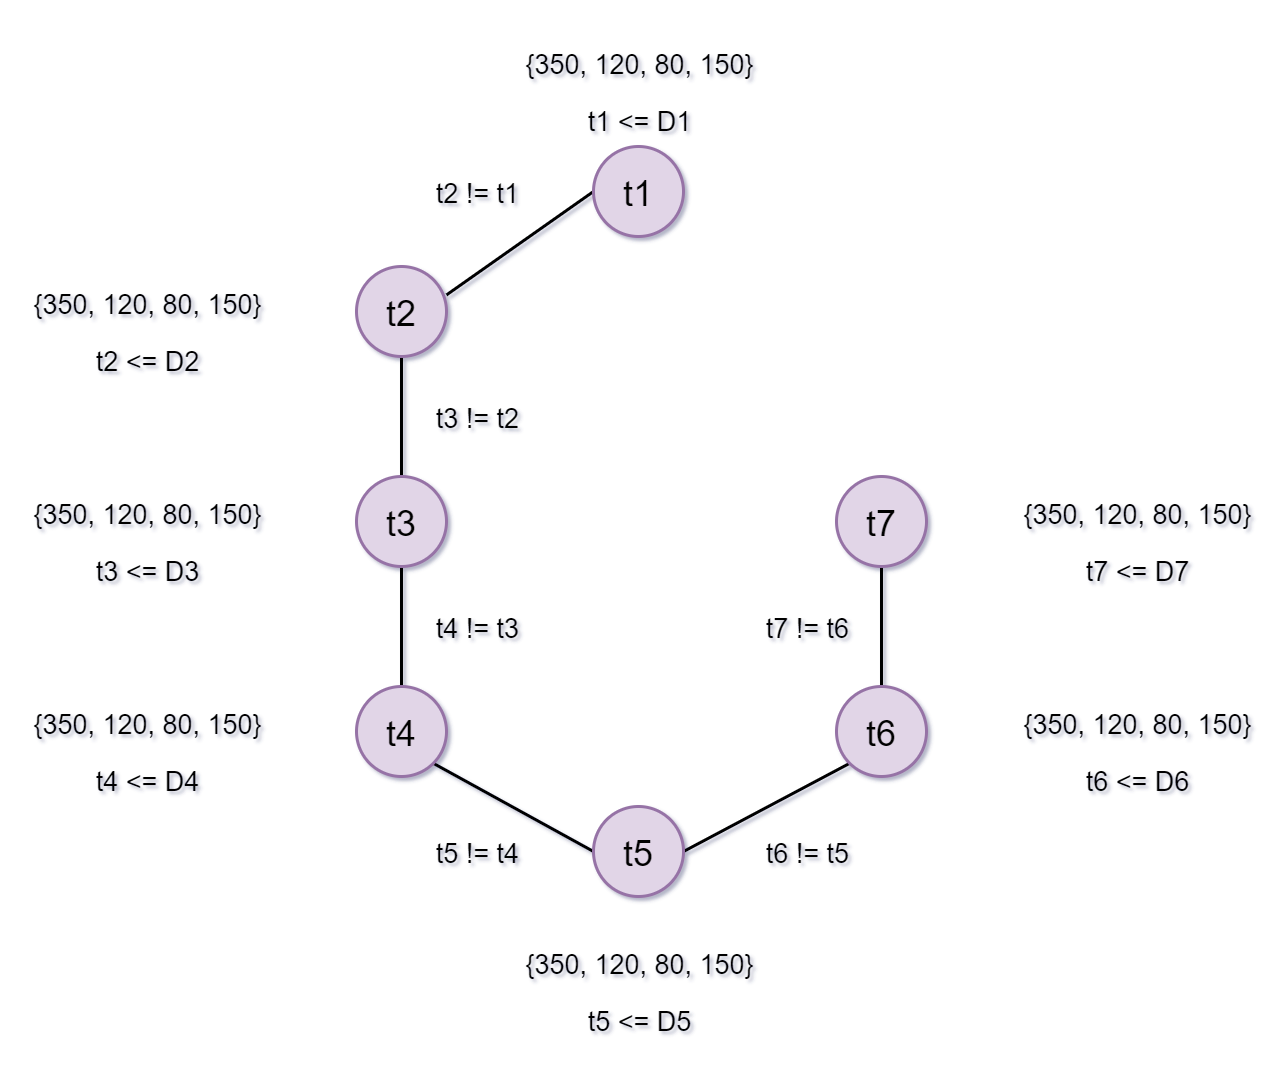 {350, 120, 80, 150}
t1 <= D1
t1
t2 != t1
{350, 120, 80, 150}
t2 <= D2
t2
t3 != t2
{350, 120, 80, 150}
t3 <= D3
t3
t7
{350, 120, 80, 150}
t7 <= D7
t4 != t3
t7 != t6
{350, 120, 80, 150}
t4 <= D4
t4
t6
{350, 120, 80, 150}
t6 <= D6
t5 != t4
t5
t6 != t5
{350, 120, 80, 150}
t5 <= D5